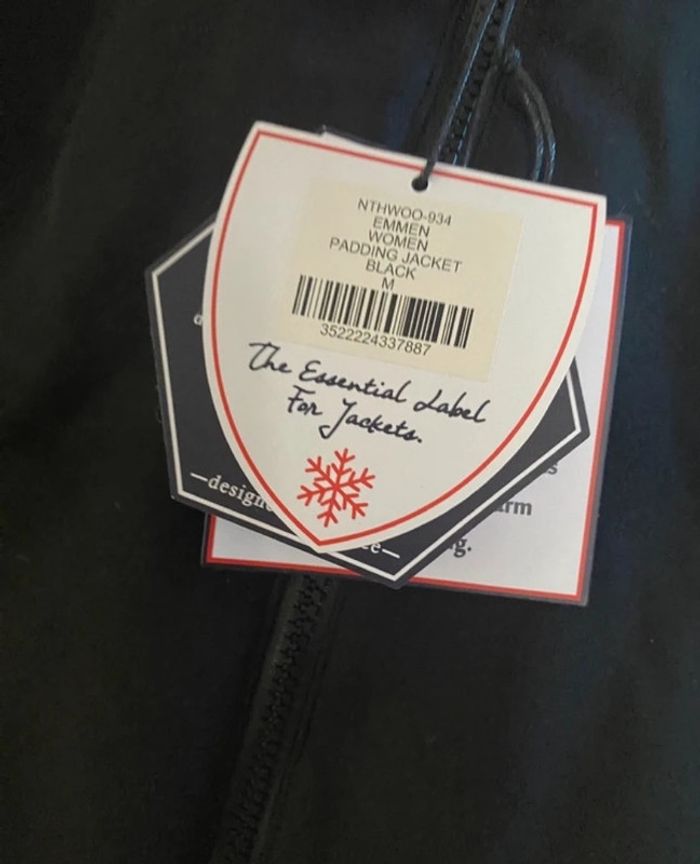 NTHWOO-934
EMMEN
WOMEN
PADDING JACKET
BLACK
M
3522224337887
The Essential Label
For Jackets.